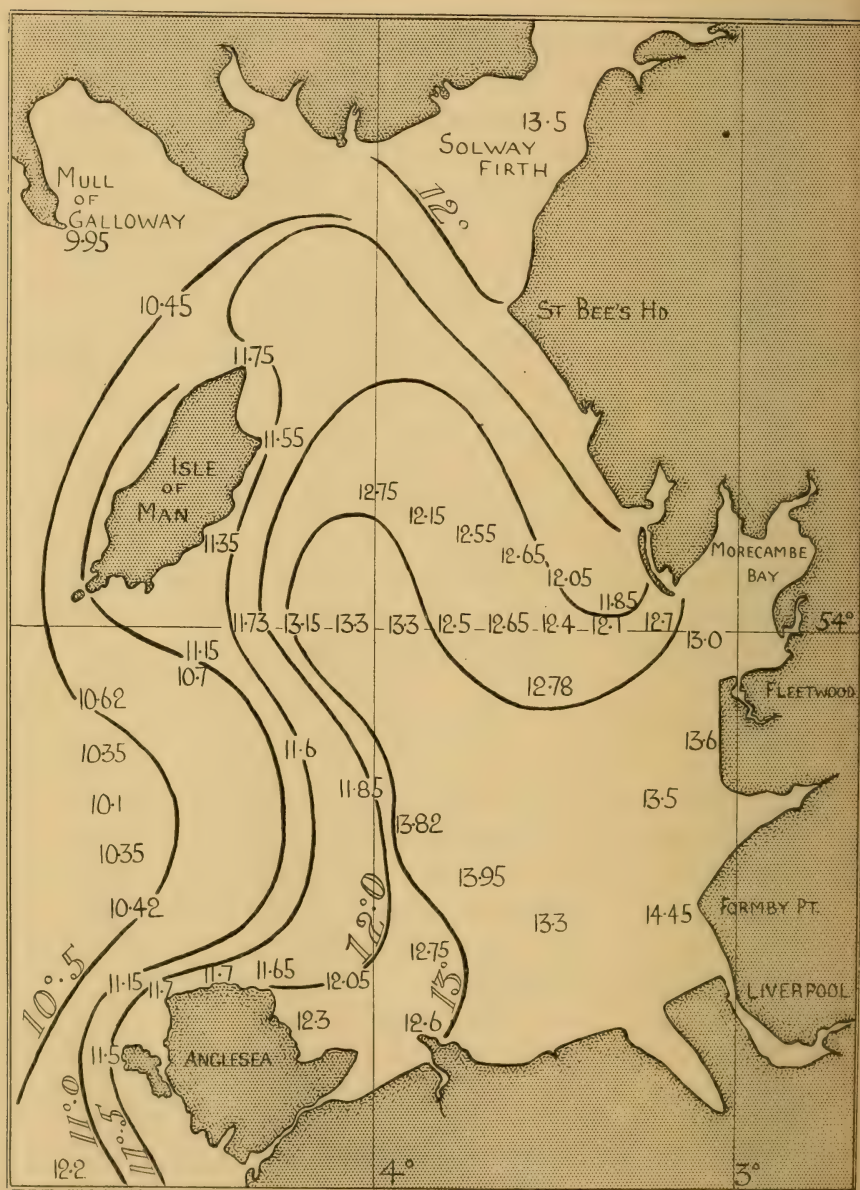 13.5
SOLWAY
FIRTH
MULL
OF
GALLOWAY
9.95
12°
10.45
ST BEE'S HD
11.75
11.55
ISLE
OF
MAN
12.75
12.15
11.35
12.55
12.65
MORECAMBE
BAY
12.05
11.85
11.73 13.15 13.3 13.3 12.5 12.65 12.4 12.1 12.7 54°
13.0
11.15
10.7
12.78
FLEETWOOD
10.62
13.6
10.35
11.6
11.85
13.5
10.1
13.82
10.35
13.95
10.42
13.3
14.45
FORMBY PT.
12°.0
12.75
10°.5
11.15
11.7
11.7
11.65
12.05
13°
LIVERPOOL
12.3
12.6
11.5
ANGLESEA
11°.0
11°.5
12.2
4°
3°